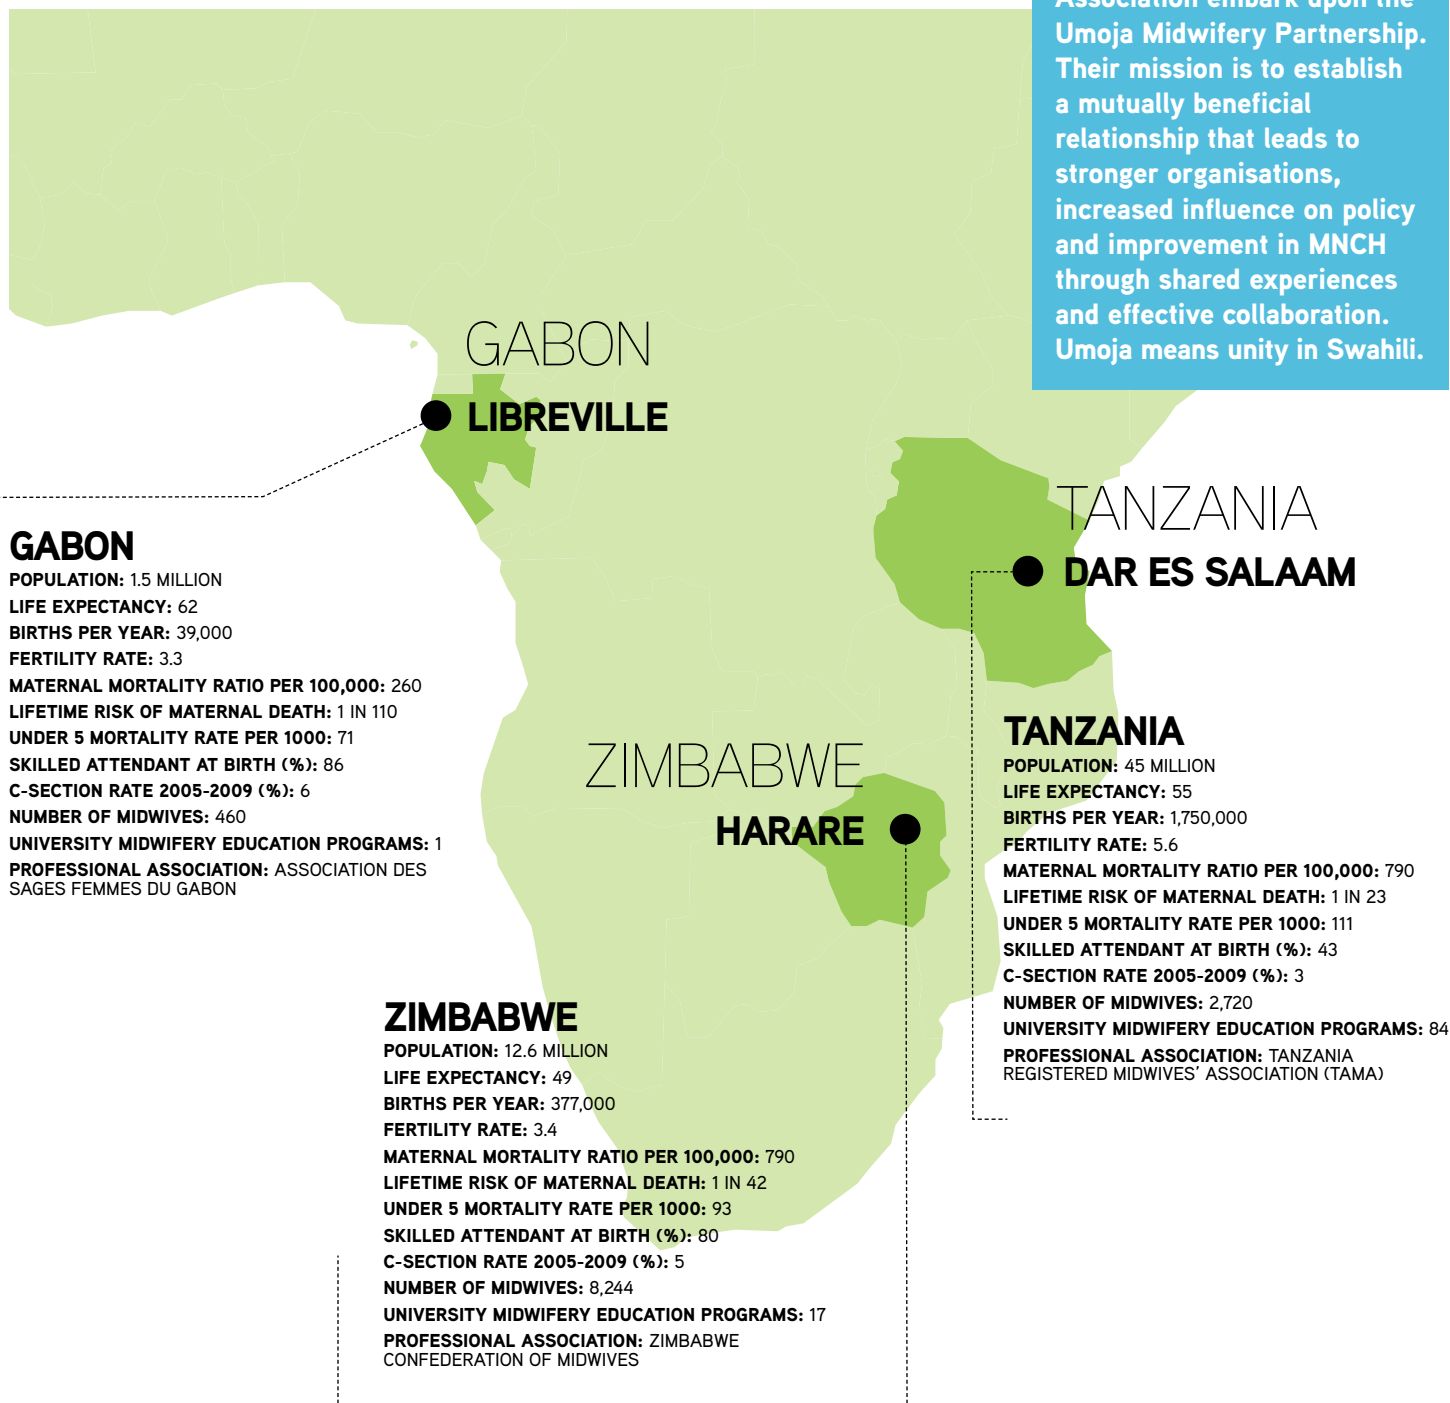 Association embark upon the
Umoja Midwifery Partnership.
Their mission is to establish
a mutually beneficial
relationship that leads to
stronger organisations,
increased influence on policy
and improvement in MNCH
through shared experiences
and effective collaboration.
Umoja means unity in Swahili.
GABON
LIBREVILLE
TANZANIA
DAR ES SALAAM
ZIMBABWE
HARARE
GABON
POPULATION: 1.5 MILLION
LIFE EXPECTANCY: 62
BIRTHS PER YEAR: 39,000
FERTILITY RATE: 3.3
MATERNAL MORTALITY RATIO PER 100,000: 260
LIFETIME RISK OF MATERNAL DEATH: 1 IN 110
UNDER 5 MORTALITY RATE PER 1000: 71
SKILLED ATTENDANT AT BIRTH (%): 86
C-SECTION RATE 2005-2009 (%): 6
NUMBER OF MIDWIVES: 460
UNIVERSITY MIDWIFERY EDUCATION PROGRAMS: 1
PROFESSIONAL ASSOCIATION: ASSOCIATION DES
SAGES FEMMES DU GABON
TANZANIA
POPULATION: 45 MILLION
LIFE EXPECTANCY: 55
BIRTHS PER YEAR: 1,750,000
FERTILITY RATE: 5.6
MATERNAL MORTALITY RATIO PER 100,000: 790
LIFETIME RISK OF MATERNAL DEATH: 1 IN 23
UNDER 5 MORTALITY RATE PER 1000: 111
SKILLED ATTENDANT AT BIRTH (%): 43
C-SECTION RATE 2005-2009 (%): 3
NUMBER OF MIDWIVES: 2,720
UNIVERSITY MIDWIFERY EDUCATION PROGRAMS: 84
PROFESSIONAL ASSOCIATION: TANZANIA
REGISTERED MIDWIVES’ ASSOCIATION (TAMA)
ZIMBABWE
POPULATION: 12.6 MILLION
LIFE EXPECTANCY: 49
BIRTHS PER YEAR: 377,000
FERTILITY RATE: 3.4
MATERNAL MORTALITY RATIO PER 100,000: 790
LIFETIME RISK OF MATERNAL DEATH: 1 IN 42
UNDER 5 MORTALITY RATE PER 1000: 93
SKILLED ATTENDANT AT BIRTH (%): 80
C-SECTION RATE 2005-2009 (%): 5
NUMBER OF MIDWIVES: 8,244
UNIVERSITY MIDWIFERY EDUCATION PROGRAMS: 17
PROFESSIONAL ASSOCIATION: ZIMBABWE
CONFEDERATION OF MIDWIVES